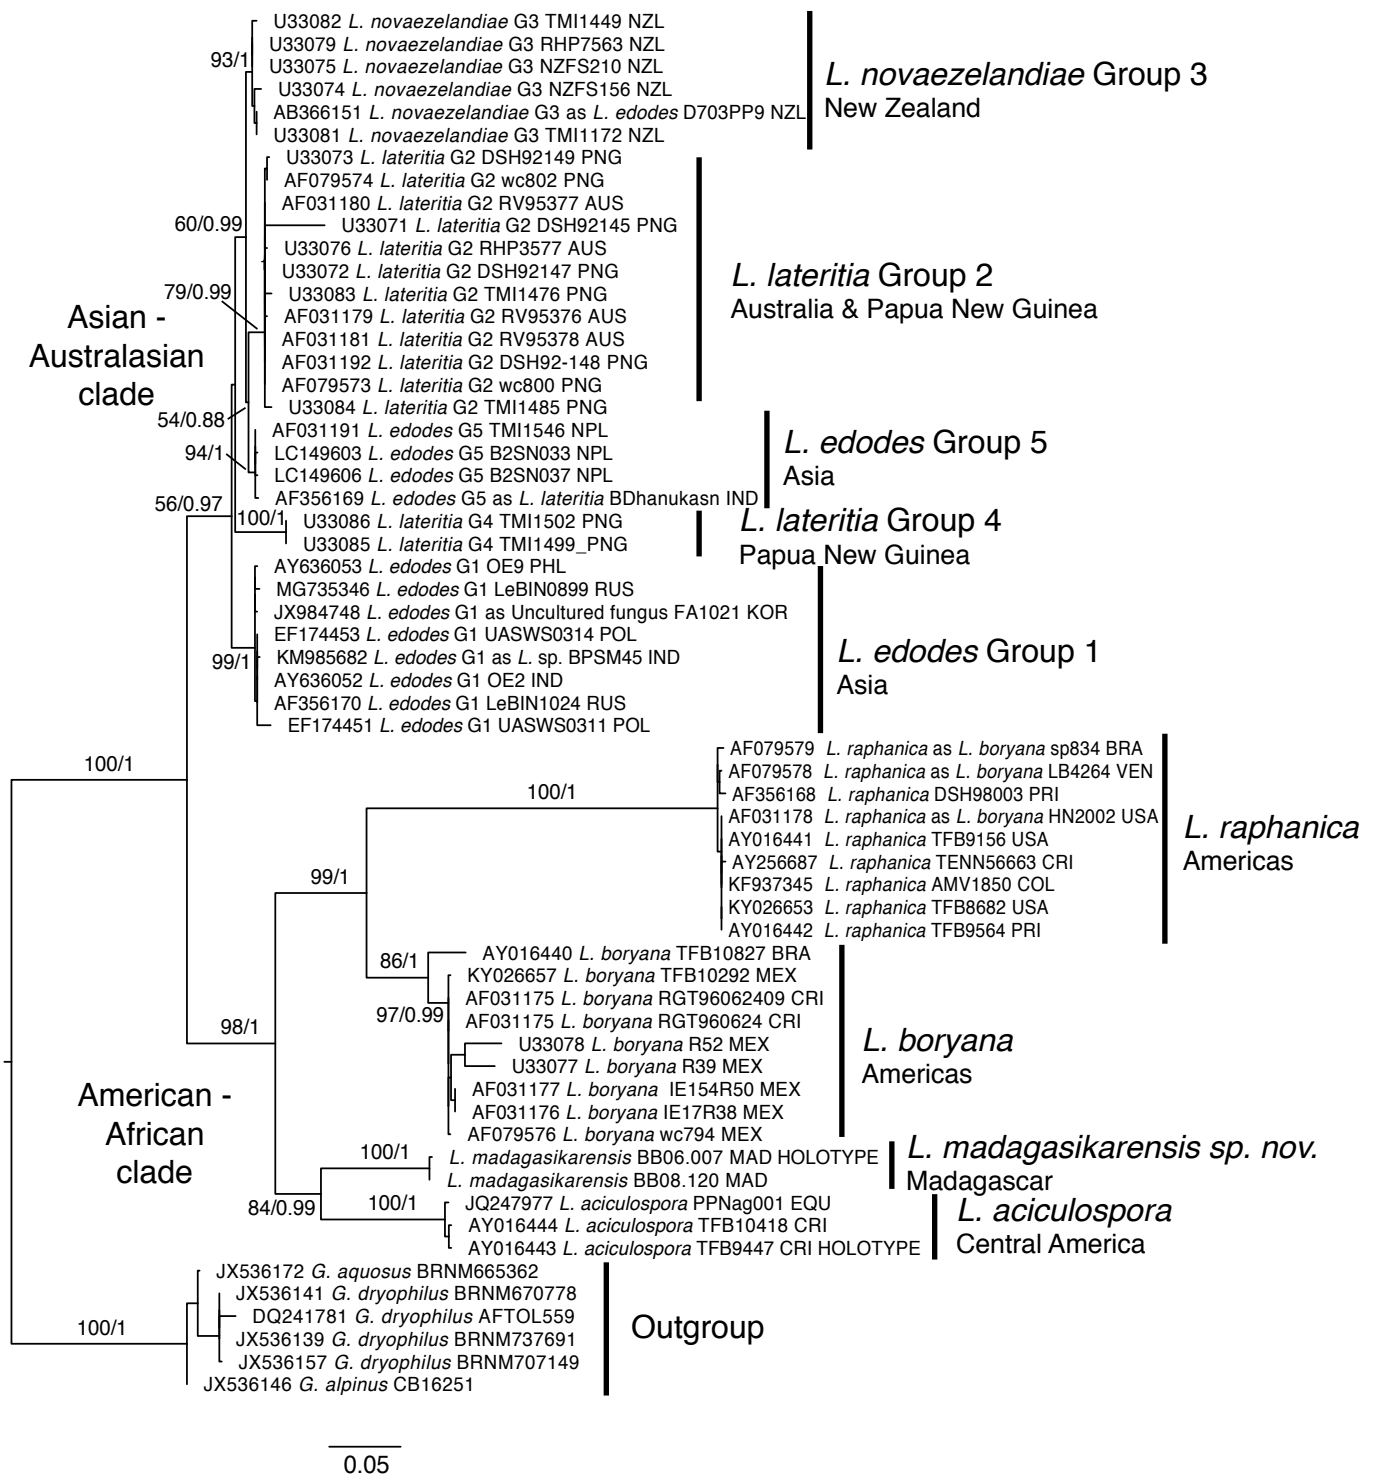 U33082 L. novaezelandiae G3 TMI1449 NZL
U33079 L. novaezelandiae G3 RHP7563 NZL
93/1
U33075 L. novaezelandiae G3 NZFS210 NZL
L. novaezelandiae Group 3
U33074 L. novaezelandiae G3 NZFS156 NZL
New Zealand
AB366151 L. novaezelandiae G3 as L. edodes D703PP9 NZL
U33081 L. novaezelandiae G3 TMI1172 NZL
U33073 L. lateritia G2 DSH92149 PNG
AF079574 L. lateritia G2 wc802 PNG
AF031180 L. lateritia G2 RV95377 AUS
60/0.99
U33071 L. lateritia G2 DSH92145 PNG
U33076 L. lateritia G2 RHP3577 AUS
U33072 L. lateritia G2 DSH92147 PNG
L. lateritia Group 2
79/0.99
U33083 L. lateritia G2 TMI1476 PNG
Australia & Papua New Guinea
Asian -
Australasian
clade
AF031179 L. lateritia G2 RV95376 AUS
AF031181 L. lateritia G2 RV95378 AUS
AF031192 L. lateritia G2 DSH92-148 PNG
AF079573 L. lateritia G2 wc800 PNG
U33084 L. lateritia G2 TMI1485 PNG
54/0.88
AF031191 L. edodes G5 TMI1546 NPL
L. edodes Group 5
94/1
LC149603 L. edodes G5 B2SN033 NPL
LC149606 L. edodes G5 B2SN037 NPL
Asia
AF356169 L. edodes G5 as L. lateritia BDhanukasn IND
56/0.97
100/1
U33086 L. lateritia G4 TMI1502 PNG
L. lateritia Group 4
U33085 L. lateritia G4 TMI1499_PNG
Papua New Guinea
AY636053 L. edodes G1 OE9 PHL
MG735346 L. edodes G1 LeBIN0899 RUS
JX984748 L. edodes G1 as Uncultured fungus FA1021 KOR
EF174453 L. edodes G1 UASWS0314 POL
L. edodes Group 1
99/1
KM985682 L. edodes G1 as L. sp. BPSM45 IND
AY636052 L. edodes G1 OE2 IND
Asia
AF356170 L. edodes G1 LeBIN1024 RUS
EF174451 L. edodes G1 UASWS0311 POL
AF079579 L. raphanica as L. boryana sp834 BRA
100/1
AF079578 L. raphanica as L. boryana LB4264 VEN
100/1
AF356168 L. raphanica DSH98003 PRI
AF031178 L. raphanica as L. boryana HN2002 USA
L. raphanica
AY016441 L. raphanica TFB9156 USA
Americas
AY256687 L. raphanica TENN56663 CRI
99/1
KF937345 L. raphanica AMV1850 COL
KY026653 L. raphanica TFB8682 USA
AY016442 L. raphanica TFB9564 PRI
AY016440 L. boryana TFB10827 BRA
86/1
KY026657 L. boryana TFB10292 MEX
AF031175 L. boryana RGT96062409 CRI
97/0.99
AF031175 L. boryana RGT960624 CRI
98/1
U33078 L. boryana R52 MEX
L. boryana
U33077 L. boryana R39 MEX
Americas
AF031177 L. boryana IE154R50 MEX
American -
African
clade
AF031176 L. boryana IE17R38 MEX
AF079576 L. boryana wc794 MEX
100/1
L. madagasikarensis BB06.007 MAD HOLOTYPE
L. madagasikarensis sp. nov.
L. madagasikarensis BB08.120 MAD
Madagascar
84/0.99
100/1
JQ247977 L. aciculospora PPNag001 EQU
L. aciculospora
AY016444 L. aciculospora TFB10418 CRI
AY016443 L. aciculospora TFB9447 CRI HOLOTYPE
Central America
JX536172 G. aquosus BRNM665362
JX536141 G. dryophilus BRNM670778
DQ241781 G. dryophilus AFTOL559
100/1
Outgroup
JX536139 G. dryophilus BRNM737691
JX536157 G. dryophilus BRNM707149
JX536146 G. alpinus CB16251
0.05